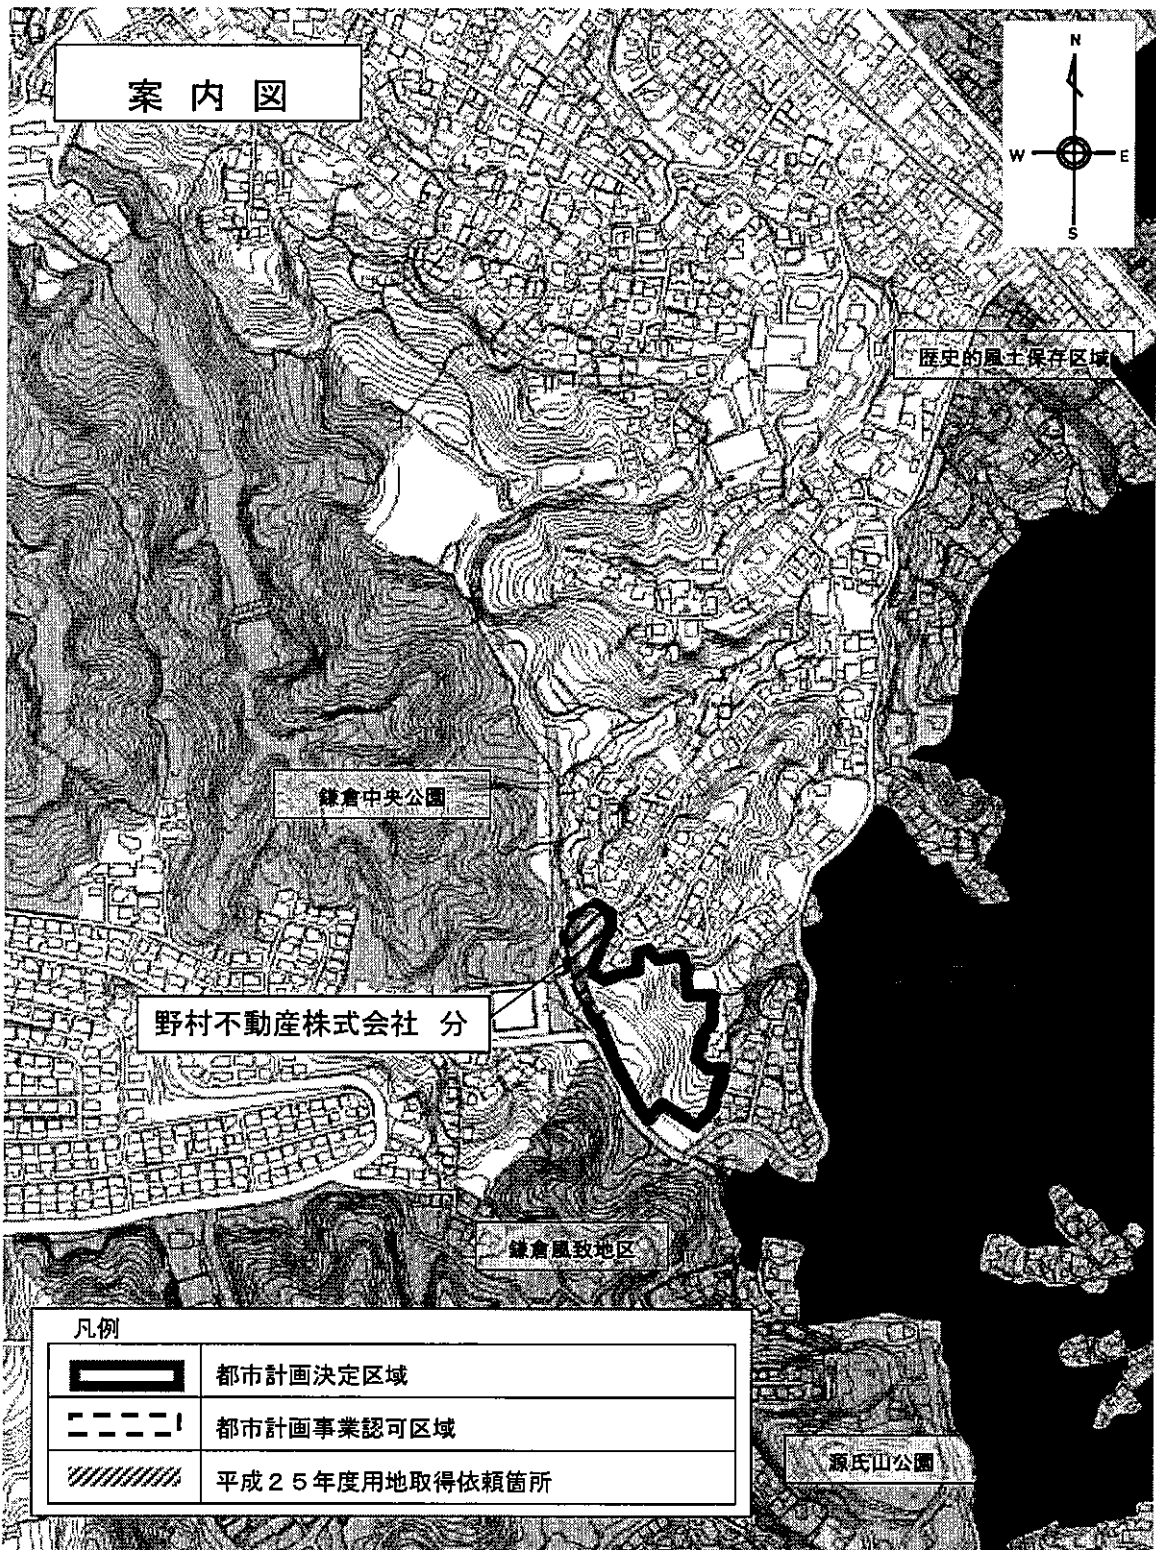 案内図
N
W
E
S
歴史的風土保存区域
鎌倉中央公園
野村不動産株式会社 分
鎌倉風致地区
凡例
都市計画決定区域
都市計画事業認可区域
平成25年度用地取得依頼箇所
源氏山公園